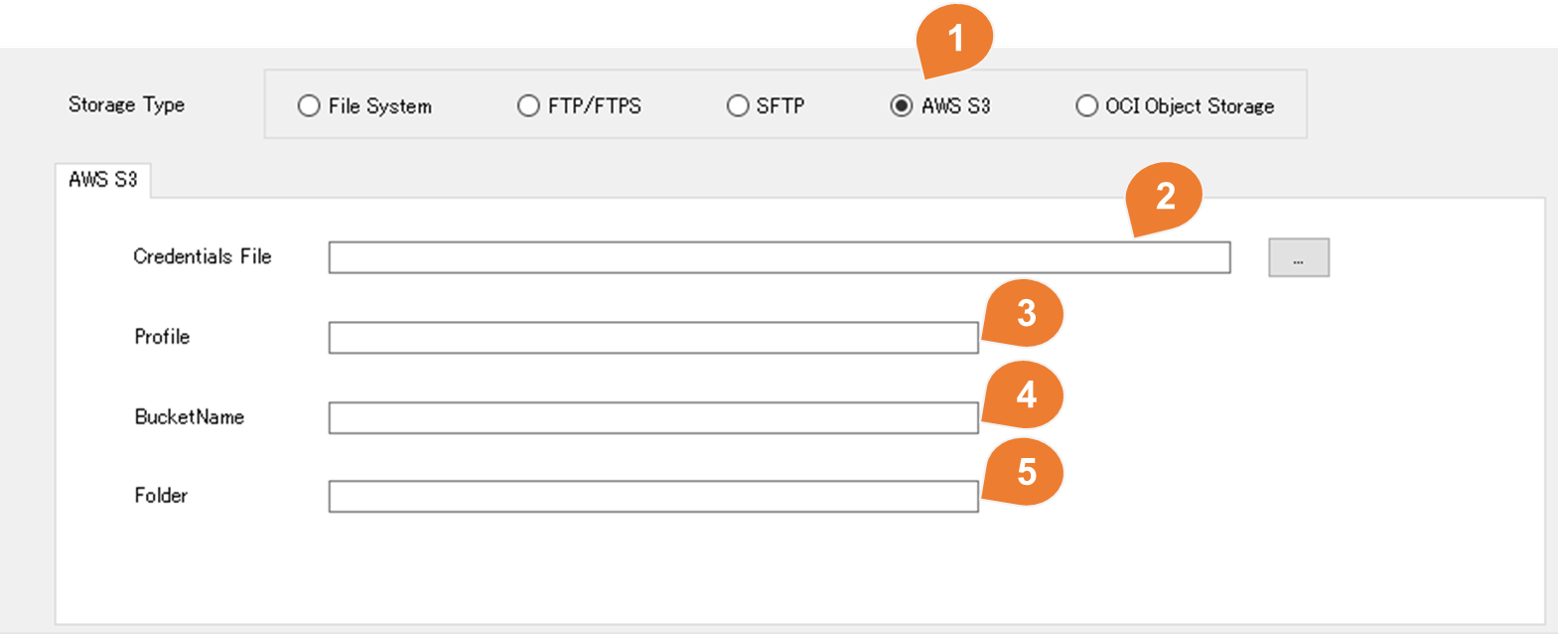 1
Storage Type File System FTP/FTPS SFTP AWS S3 OCI Object Storage
AWS S3
2
Credentials File ...
3
Profile
4
BucketName
5
Folder